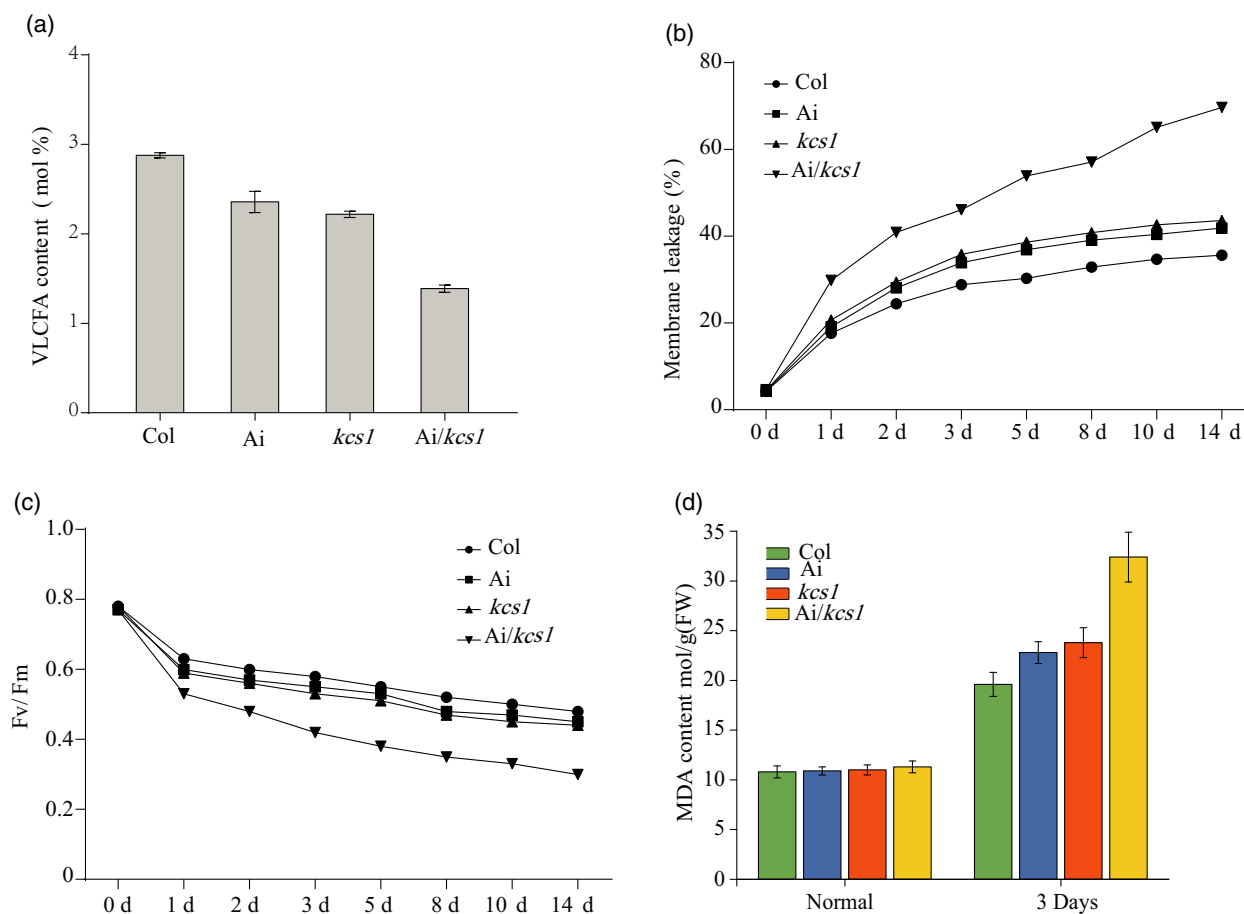 (a)
VLCFA content ( mol %)
4
3
2
1
0
Col
Ai
kcs1
Ai/kcs1
(b)
Membrane leakage (%)
80
60
40
20
0
Col
Ai
kcs1
Ai/kcs1
0 d
1 d
2 d
3 d
5 d
8 d
10 d
14 d
(c)
Fv/Fm
1.0
0.8
0.6
0.4
0.2
0.0
Col
Ai
kcs1
Ai/kcs1
0 d
1 d
2 d
3 d
5 d
8 d
10 d
14 d
(d)
MDA content mol/g(FW)
35
30
25
20
15
10
5
0
Col
Ai
kcs1
Ai/kcs1
Normal
3 Days